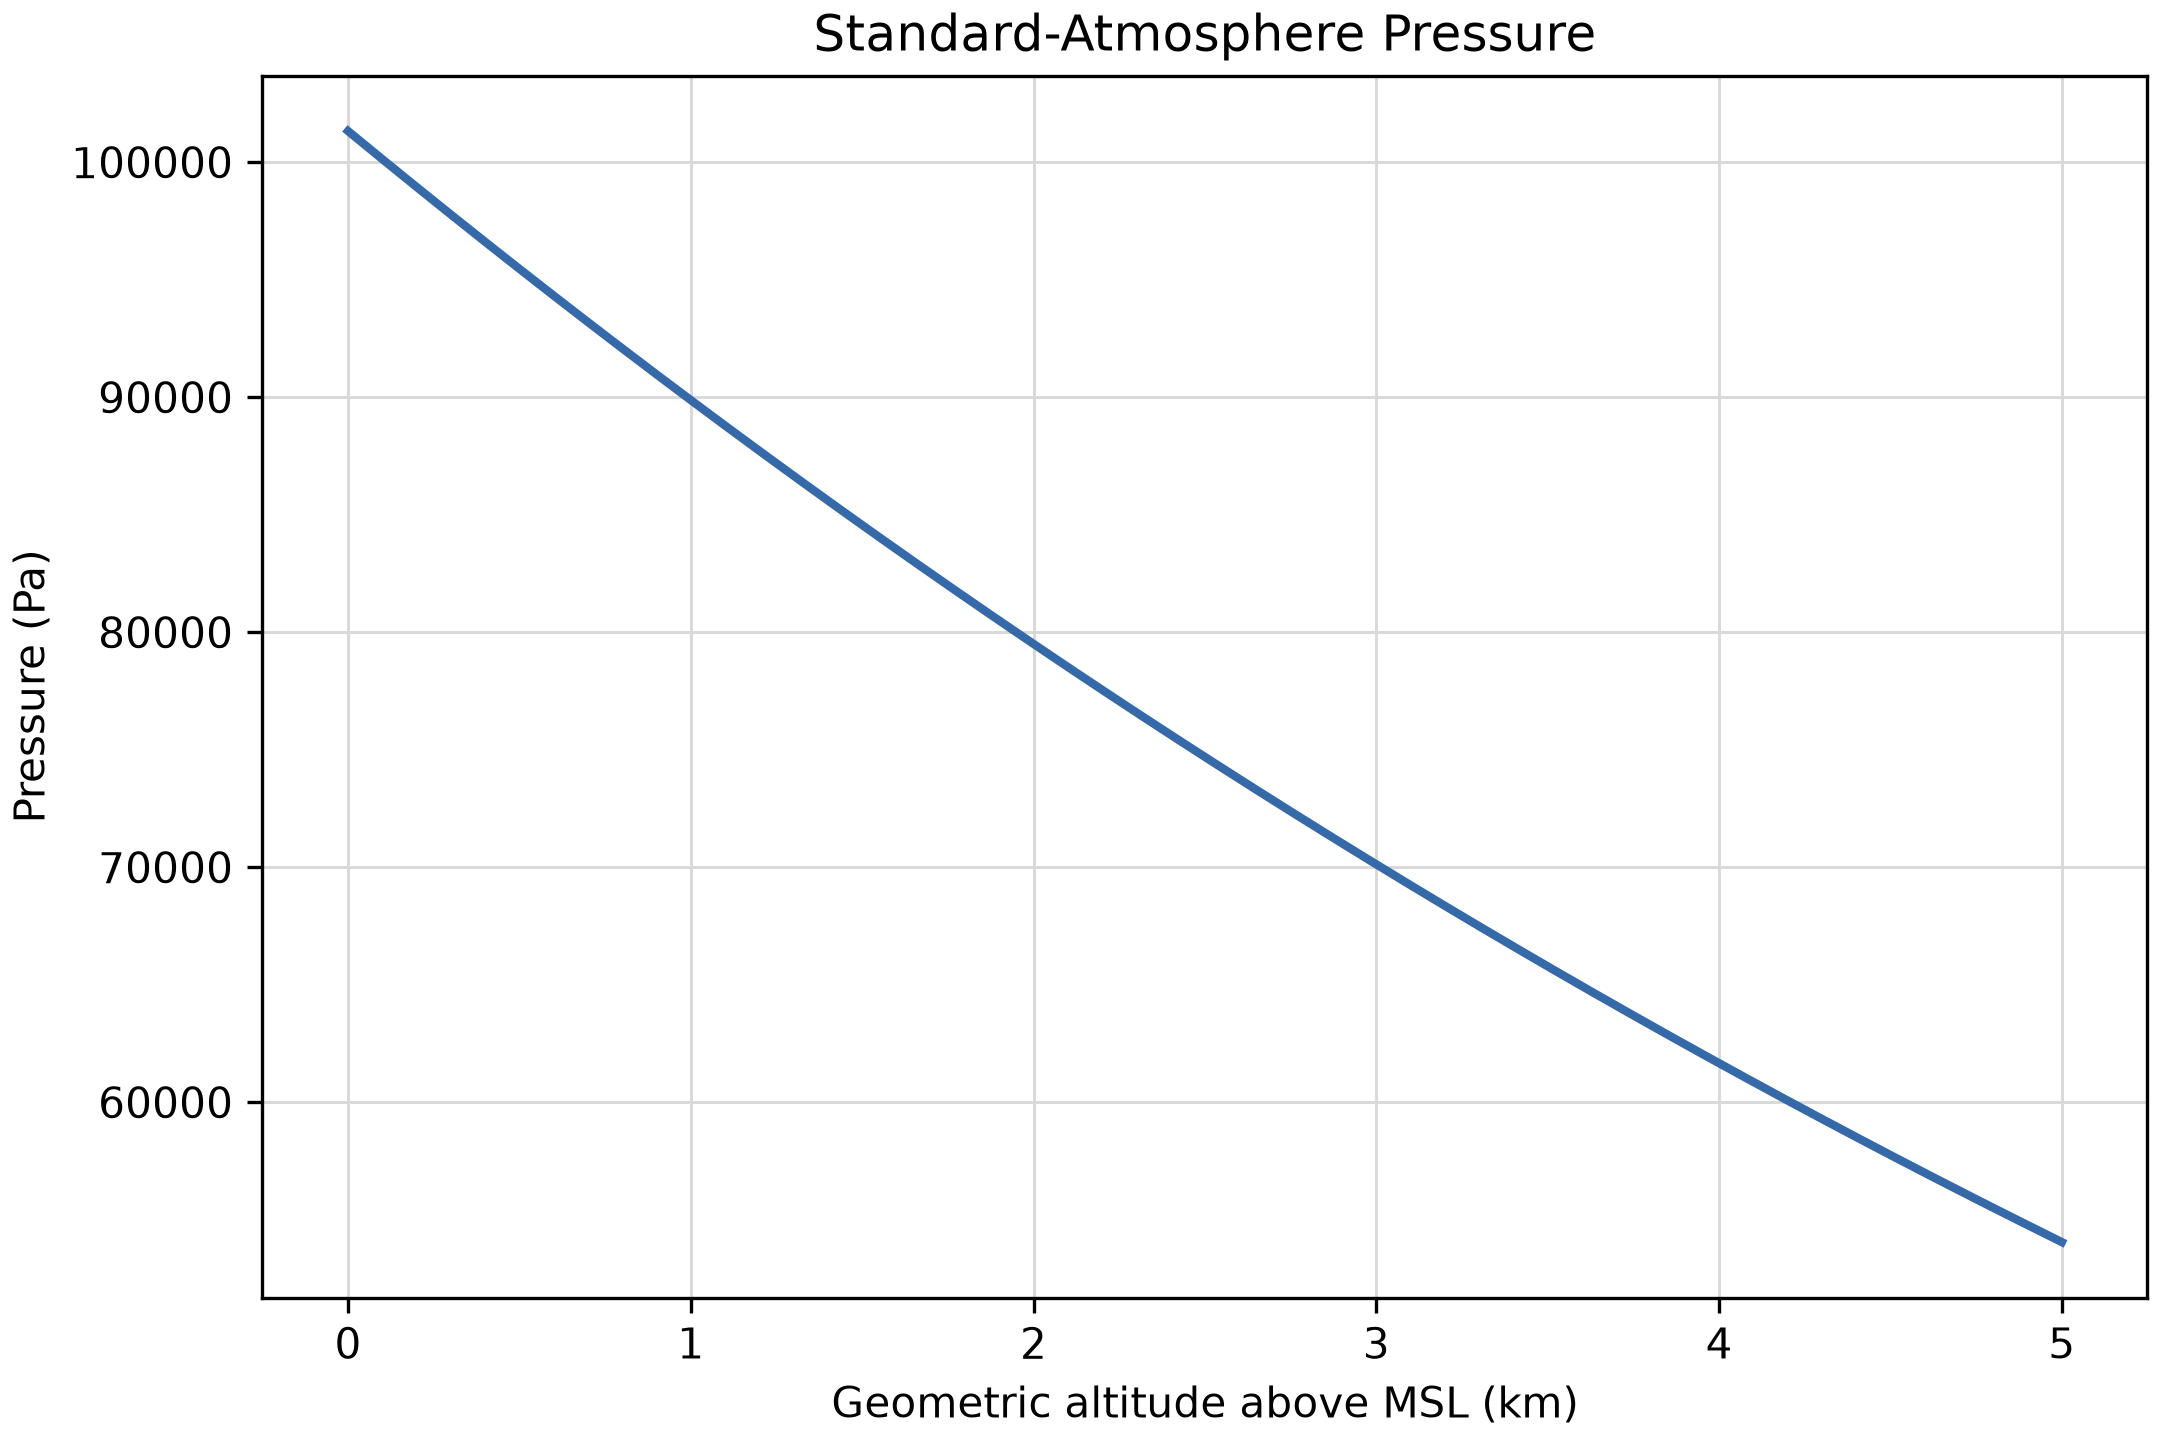 Standard-Atmosphere Pressure
Pressure (Pa)
100000
90000
80000
70000
60000
0 1 2 3 4 5
Geometric altitude above MSL (km)